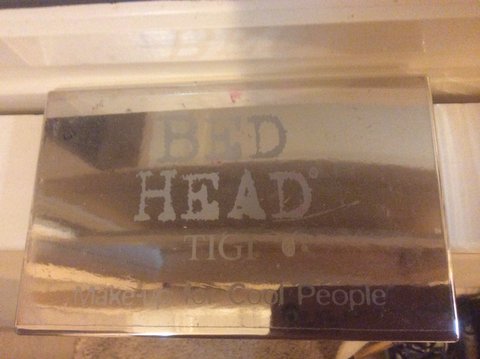 BED
HEAD®
TIGI
Make-up for Cool People